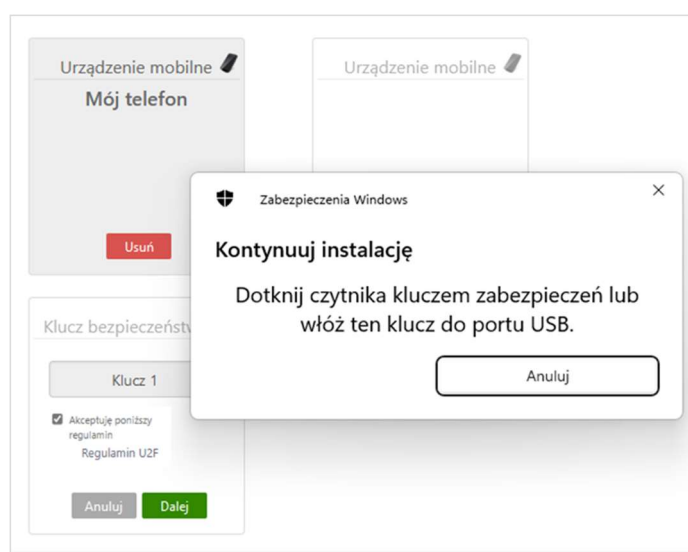 Urządzenie mobilne
Mój telefon
Usuń
Urządzenie mobilne
Zabezpieczenia Windows
Kontynuuj instalację
Dotknij czytnika kluczem zabezpieczeń lub
włóż ten klucz do portu USB.
Anuluj
Klucz bezpieczeństw
Klucz 1
Akceptuję poniższy
regulamin
Regulamin U2F
Anuluj
Dalej